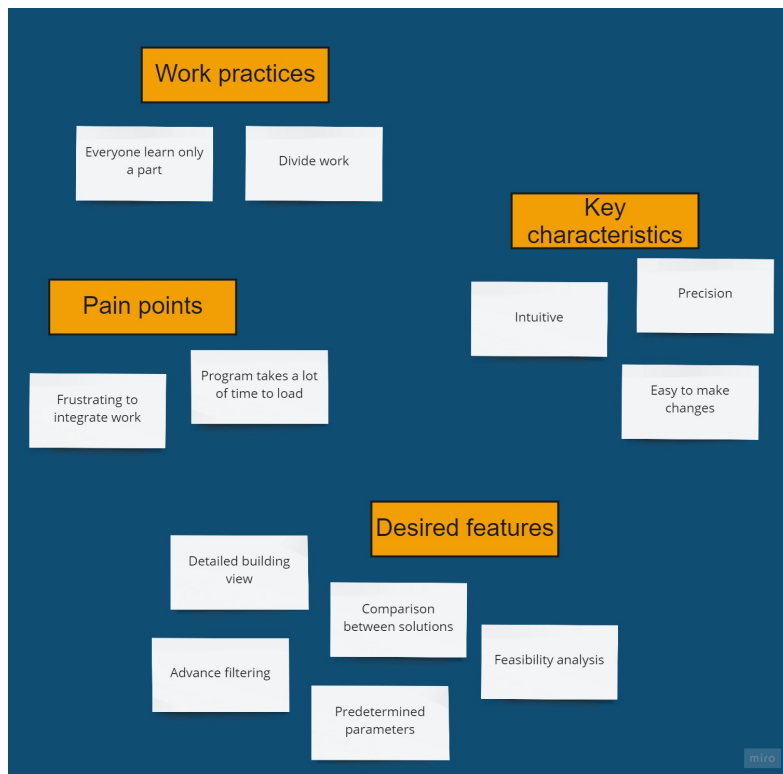 Work practices
Everyone learn only
a part
Divide work
Key
characteristics
Intuitive
Precision
Easy to make
changes
Pain points
Frustrating to
integrate work
Program takes a lot
of time to load
Desired features
Detailed building
view
Comparison
between solutions
Feasibility analysis
Advance filtering
Predetermined
parameters
miro